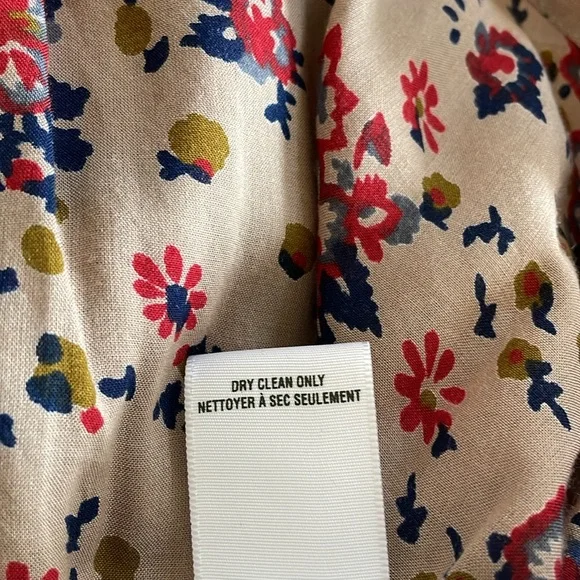 DRY CLEAN ONLY
NETTOYER À SEC SEULEMENT